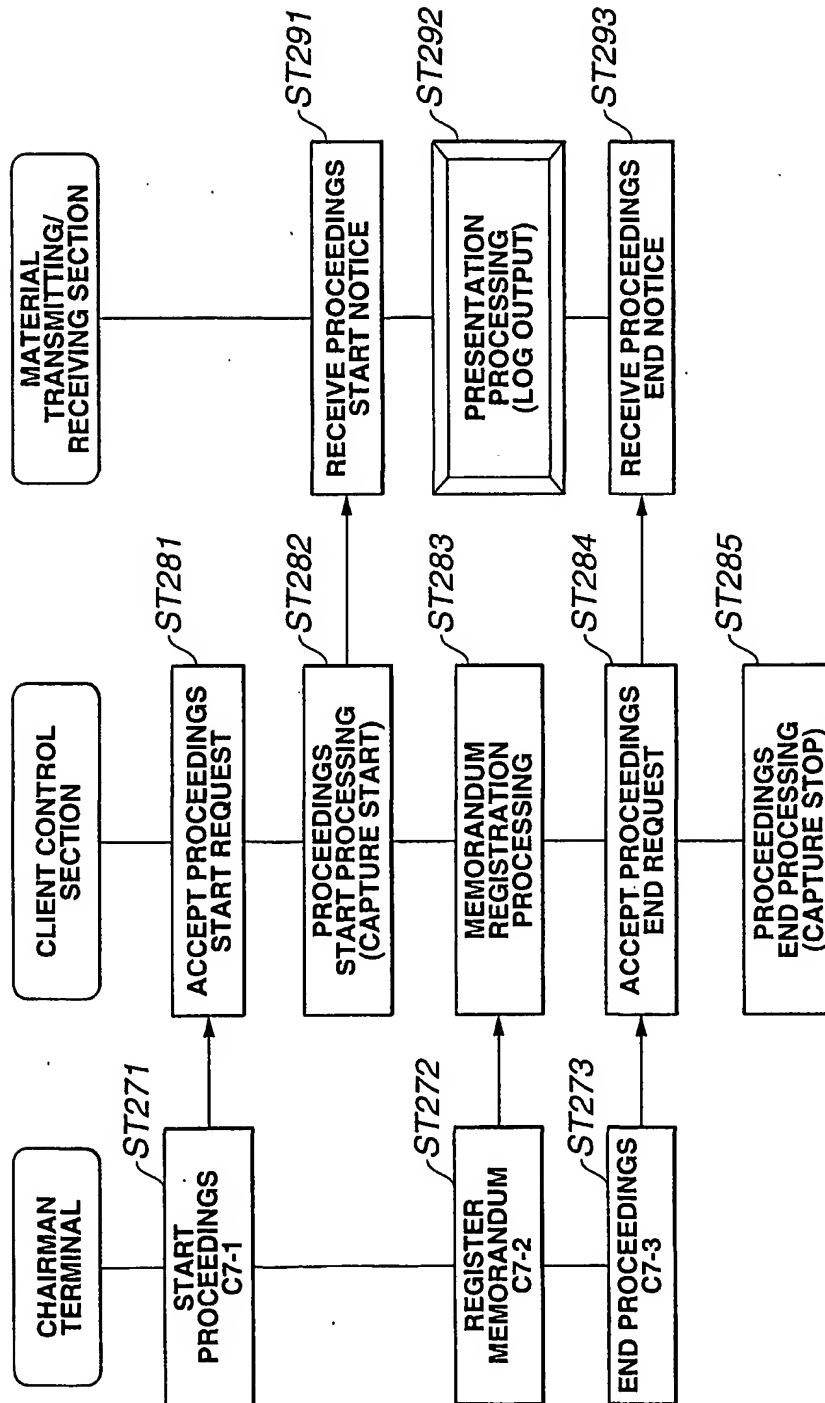 CHAIRMAN
TERMINAL
START
PROCEEDINGS
C7-1
ST271
REGISTER
MEMORANDUM
C7-2
ST272
END PROCEEDINGS
C7-3
ST273
CLIENT CONTROL
SECTION
ACCEPT PROCEEDINGS
START REQUEST
ST281
PROCEEDINGS
START PROCESSING
(CAPTURE START)
ST282
MEMORANDUM
REGISTRATION
PROCESSING
ST283
ACCEPT PROCEEDINGS
END REQUEST
ST284
PROCEEDINGS
END PROCESSING
(CAPTURE STOP)
ST285
MATERIAL
TRANSMITTING/
RECEIVING SECTION
RECEIVE PROCEEDINGS
START NOTICE
ST291
PRESENTATION
PROCESSING
(LOG OUTPUT)
ST292
RECEIVE PROCEEDINGS
END NOTICE
ST293